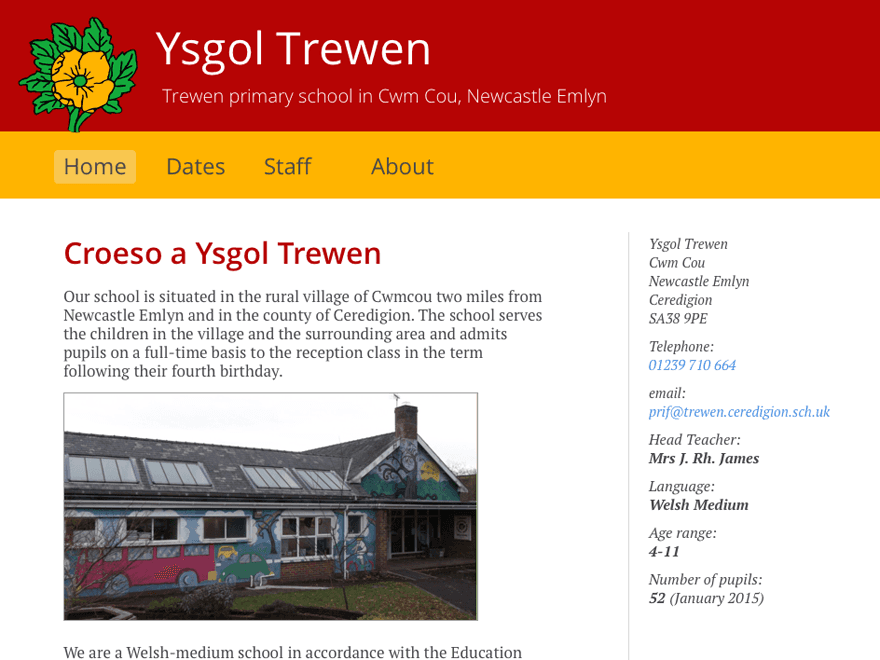 Ysgol Trewen
Trewen primary school in Cwm Cou, Newcastle Emlyn
Home Dates Staff About
Croeso a Ysgol Trewen
Our school is situated in the rural village of Cwmcou two miles from
Newcastle Emlyn and in the county of Ceredigion. The school serves
the children in the village and the surrounding area and admits
pupils on a full-time basis to the reception class in the term
following their fourth birthday.
We are a Welsh-medium school in accordance with the Education
Ysgol Trewen
Cwm Cou
Newcastle Emlyn
Ceredigion
SA38 9PE
Telephone:
01239 710 664
email:
prif@trewen.ceredigion.sch.uk
Head Teacher:
Mrs J. Rh. James
Language:
Welsh Medium
Age range:
4-11
Number of pupils:
52 (January 2015)